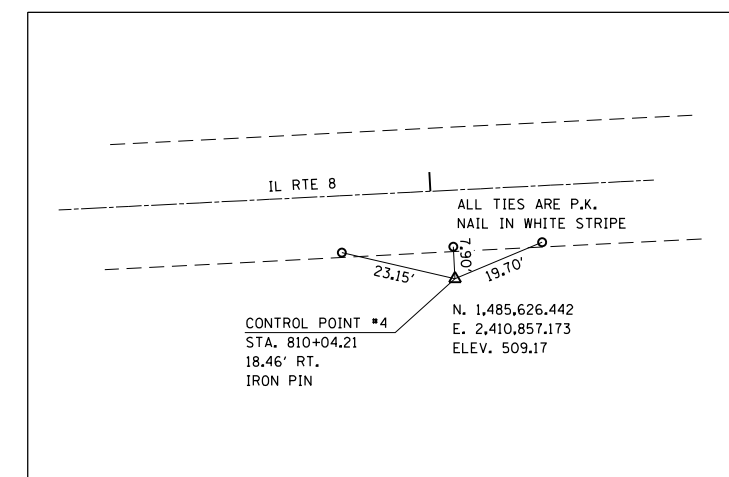 IL RTE 8
ALL TIES ARE P.K.
NAIL IN WHITE STRIPE
7.90'
23.15'
19.70'
CONTROL POINT #4
STA. 810+04.21
18.46' RT.
IRON PIN
N. 1,485,626.442
E. 2,410,857.173
ELEV. 509.17